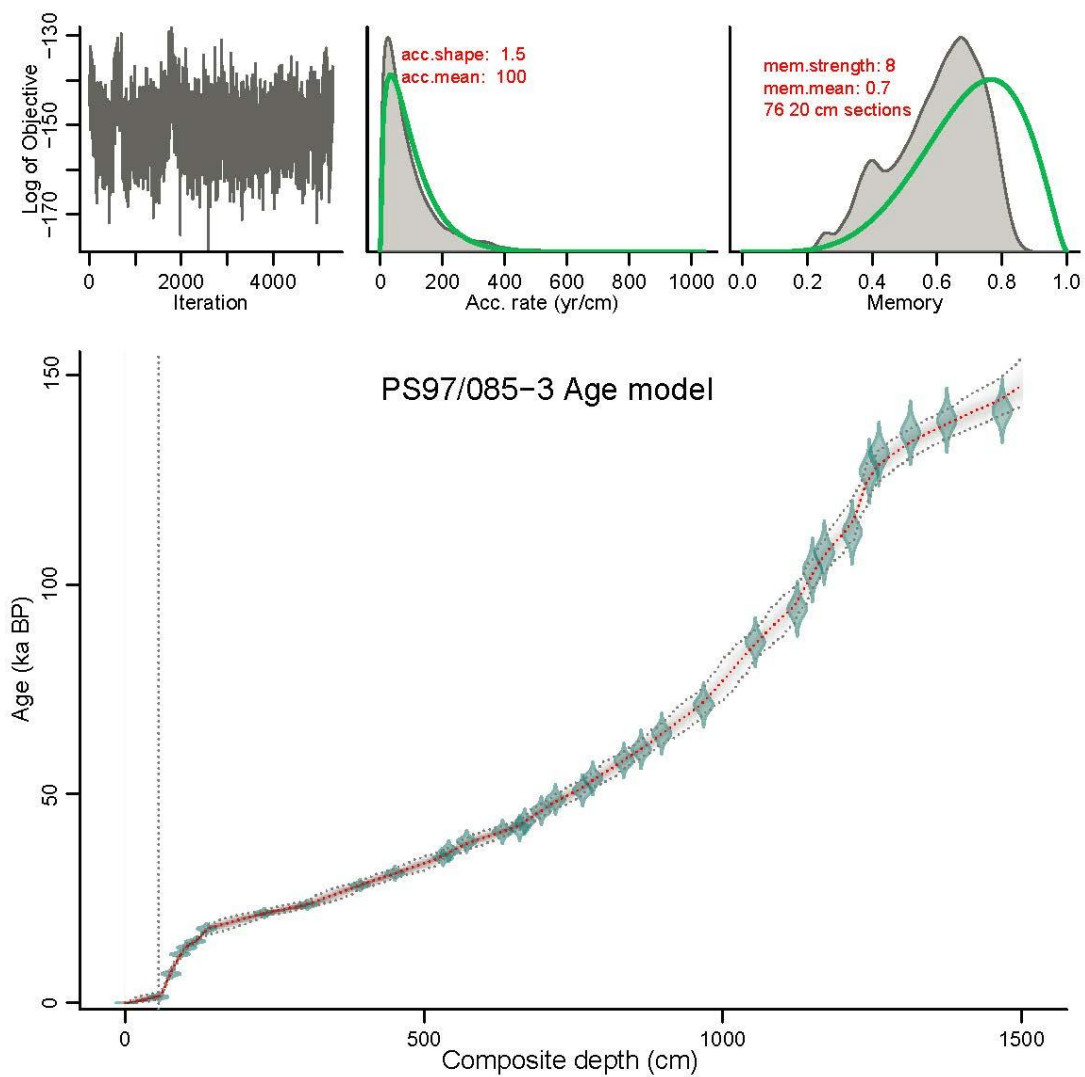 −130
−150
−170
Log of Objective
0 2000 4000
Iteration
acc.shape: 1.5
acc.mean: 100
0 200 400 600 800 1000
Acc. rate (yr/cm)
mem.strength: 8
mem.mean: 0.7
76 20 cm sections
0.0 0.2 0.4 0.6 0.8 1.0
Memory
PS97/085−3 Age model
150
100
50
0
Age (ka BP)
0 500 1000 1500
Composite depth (cm)